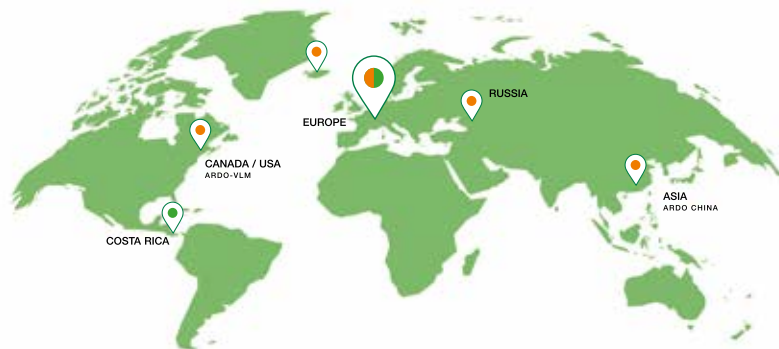 RUSSIA
EUROPE
CANADA / USA
ARDO-VLM
ASIA
ARDO CHINA
COSTA RICA